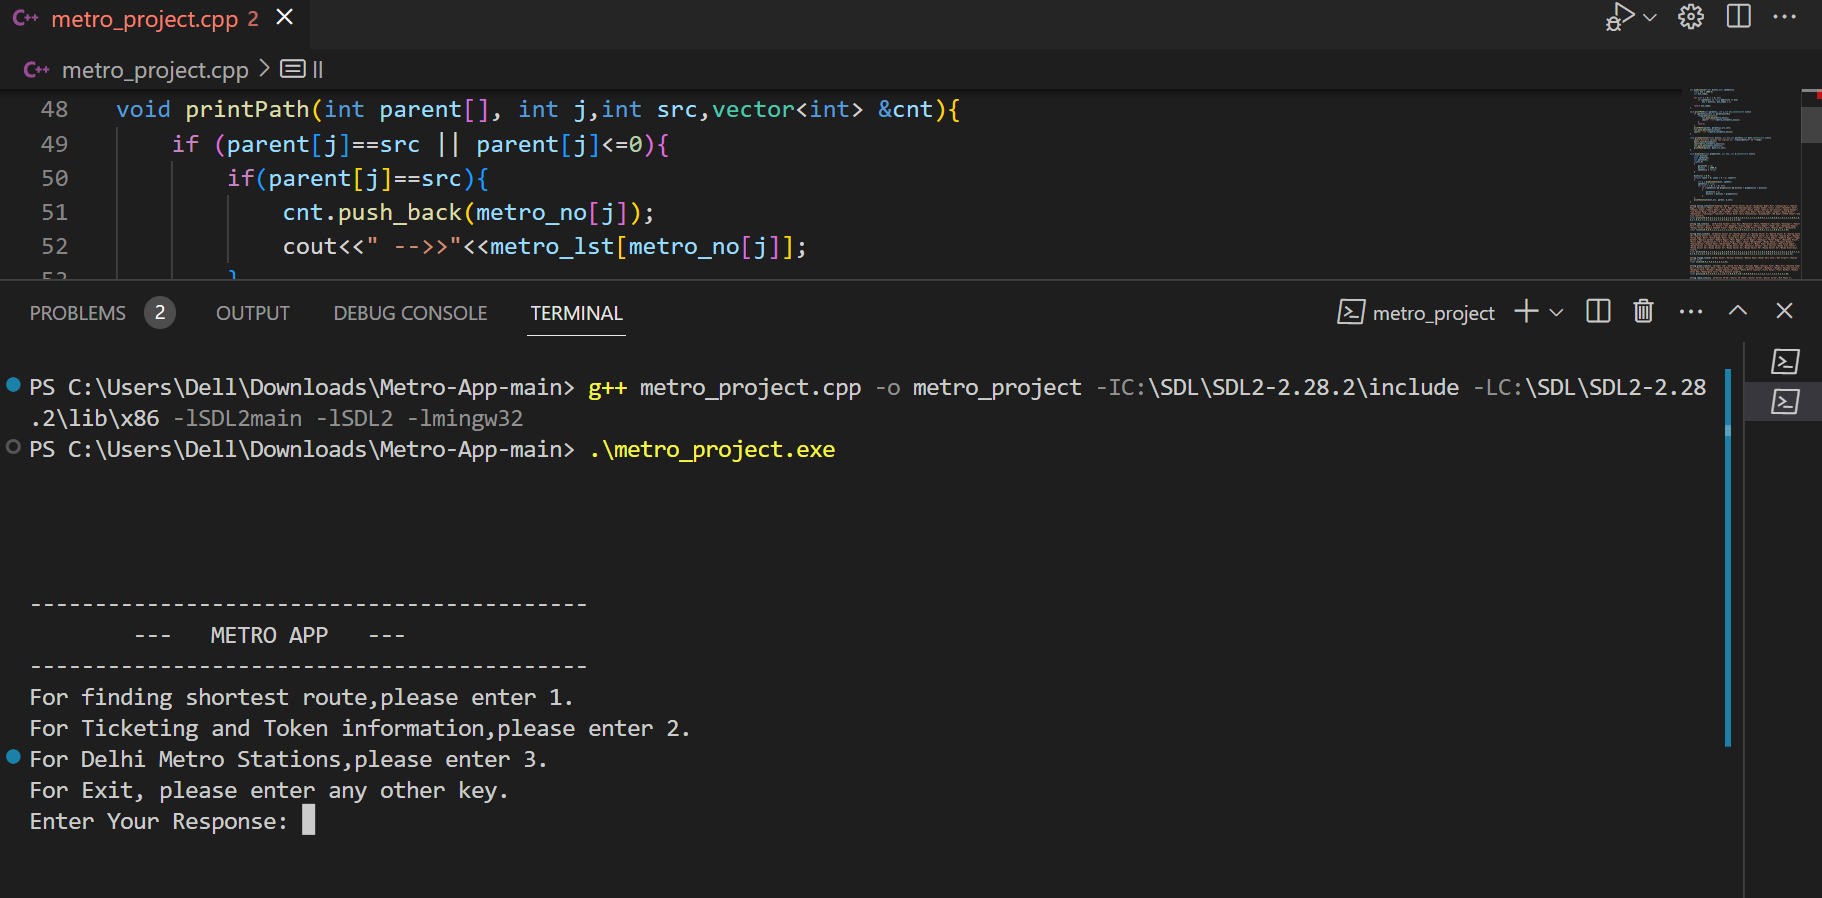 metro_project.cpp 2
metro_project.cpp > ll
48 void printPath(int parent[], int j,int src,vector<int> &cnt){
49 if (parent[j]==src || parent[j]<=0){
50 if(parent[j]==src){
51 cnt.push_back(metro_no[j]);
52 cout<<" -->>"<<metro_lst[metro_no[j]];
53 }
PROBLEMS 2 OUTPUT DEBUG CONSOLE TERMINAL metro_project
PS C:\Users\Dell\Downloads\Metro-App-main> g++ metro_project.cpp -o metro_project -IC:\SDL\SDL2-2.28.2\include -LC:\SDL\SDL2-2.28
.2\lib\x86 -lSDL2main -lSDL2 -lmingw32
PS C:\Users\Dell\Downloads\Metro-App-main> .\metro_project.exe
-------------------------------------------
--- METRO APP ---
-------------------------------------------
For finding shortest route,please enter 1.
For Ticketing and Token information,please enter 2.
For Delhi Metro Stations,please enter 3.
For Exit, please enter any other key.
Enter Your Response: